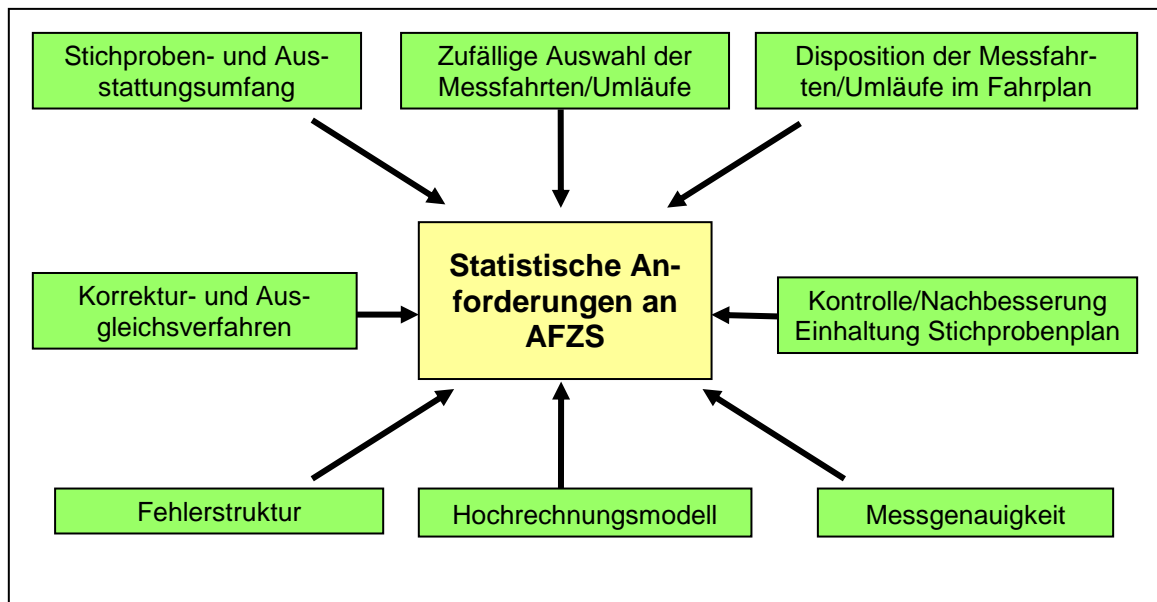 Stichproben- und Aus-
stattungsumfang
Zufällige Auswahl der
Messfahrten/Umläufe
Disposition der Messfahr-
ten/Umläufe im Fahrplan
Statistische An-
forderungen an
AFZS
Korrektur- und Aus-
gleichsverfahren
Kontrolle/Nachbesserung
Einhaltung Stichprobenplan
Fehlerstruktur
Hochrechnungsmodell
Messgenauigkeit